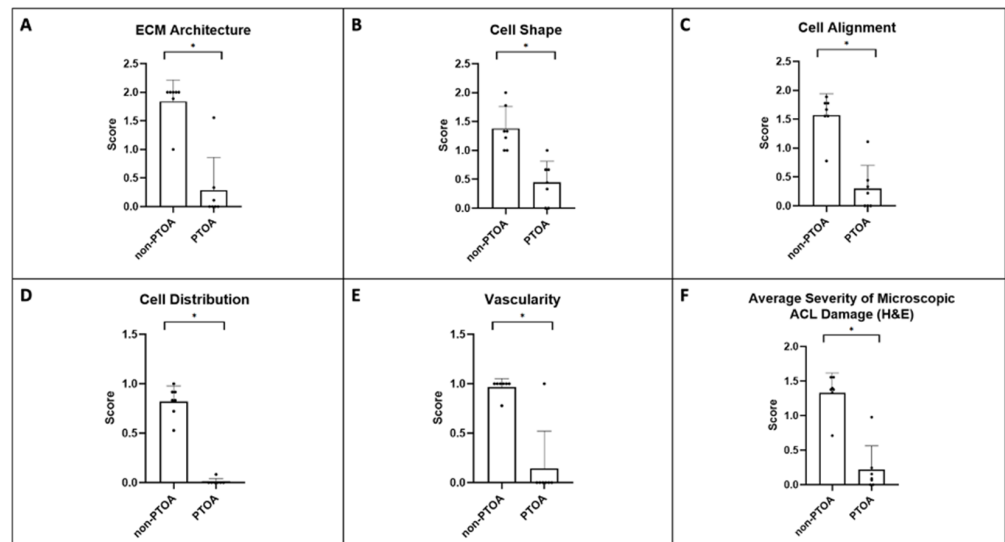 A
ECM Architecture
*
Score
2.5
2.0
1.5
1.0
0.5
0.0
non-PTOA
PTOA
B
Cell Shape
*
Score
2.5
2.0
1.5
1.0
0.5
0.0
non-PTOA
PTOA
C
Cell Alignment
*
Score
2.5
2.0
1.5
1.0
0.5
0.0
non-PTOA
PTOA
D
Cell Distribution
*
Score
1.5
1.0
0.5
0.0
non-PTOA
PTOA
E
Vascularity
*
Score
1.5
1.0
0.5
0.0
non-PTOA
PTOA
F
Average Severity of Microscopic
ACL Damage (H&E)
*
Score
2.0
1.5
1.0
0.5
0.0
non-PTOA
PTOA